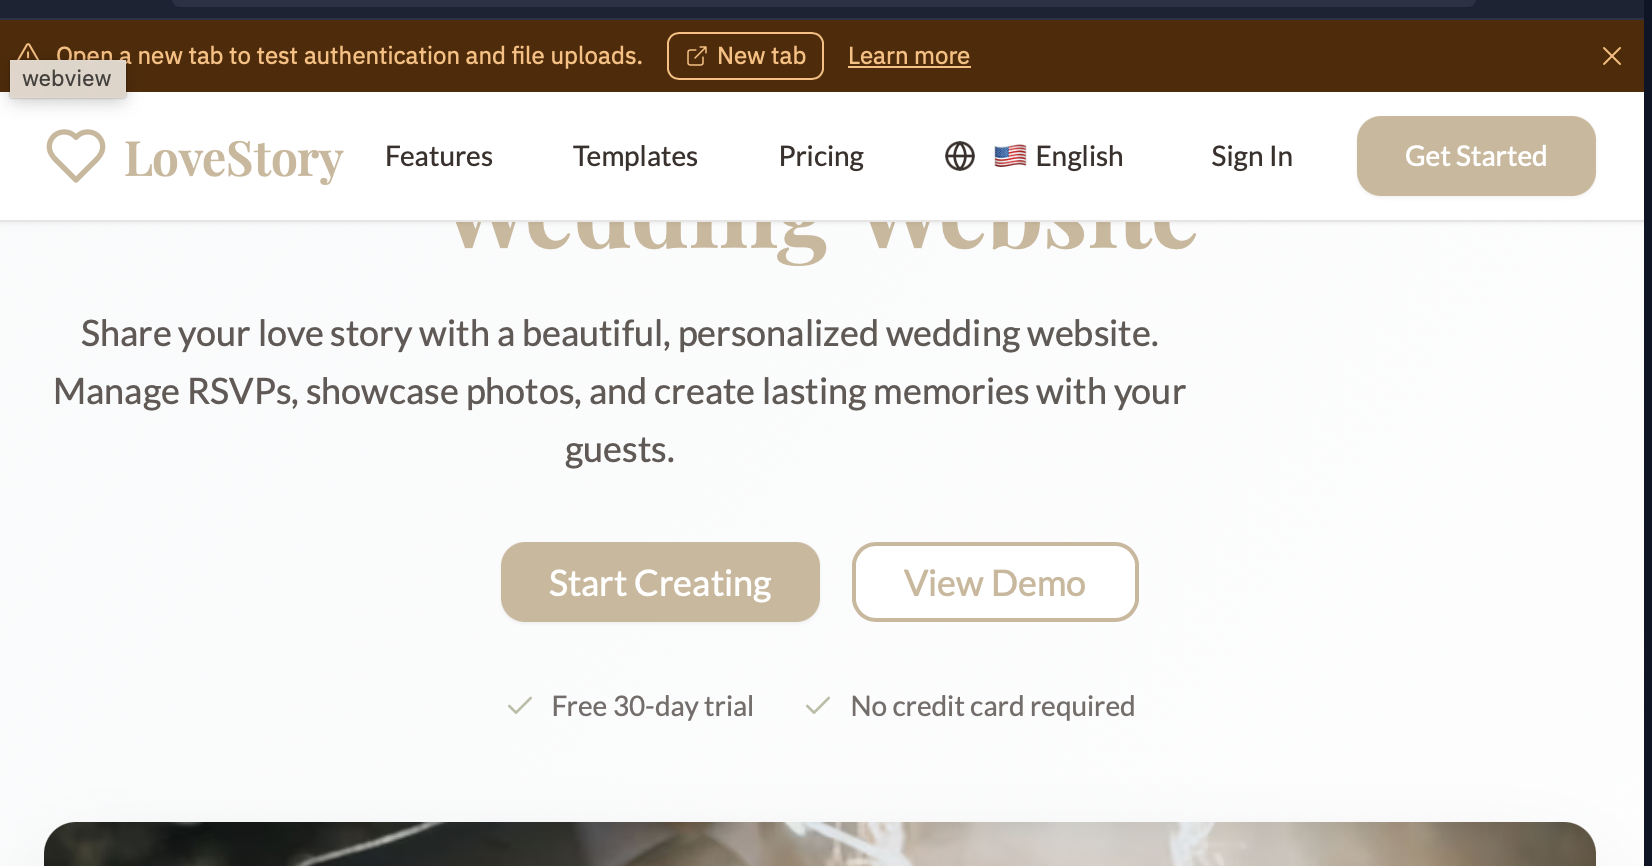 Open a new tab to test authentication and file uploads. New tab Learn more
webview
LoveStory Features Templates Pricing English Sign In Get Started
Wedding Website
Share your love story with a beautiful, personalized wedding website.
Manage RSVPs, showcase photos, and create lasting memories with your
guests.
Start Creating View Demo
Free 30-day trial No credit card required